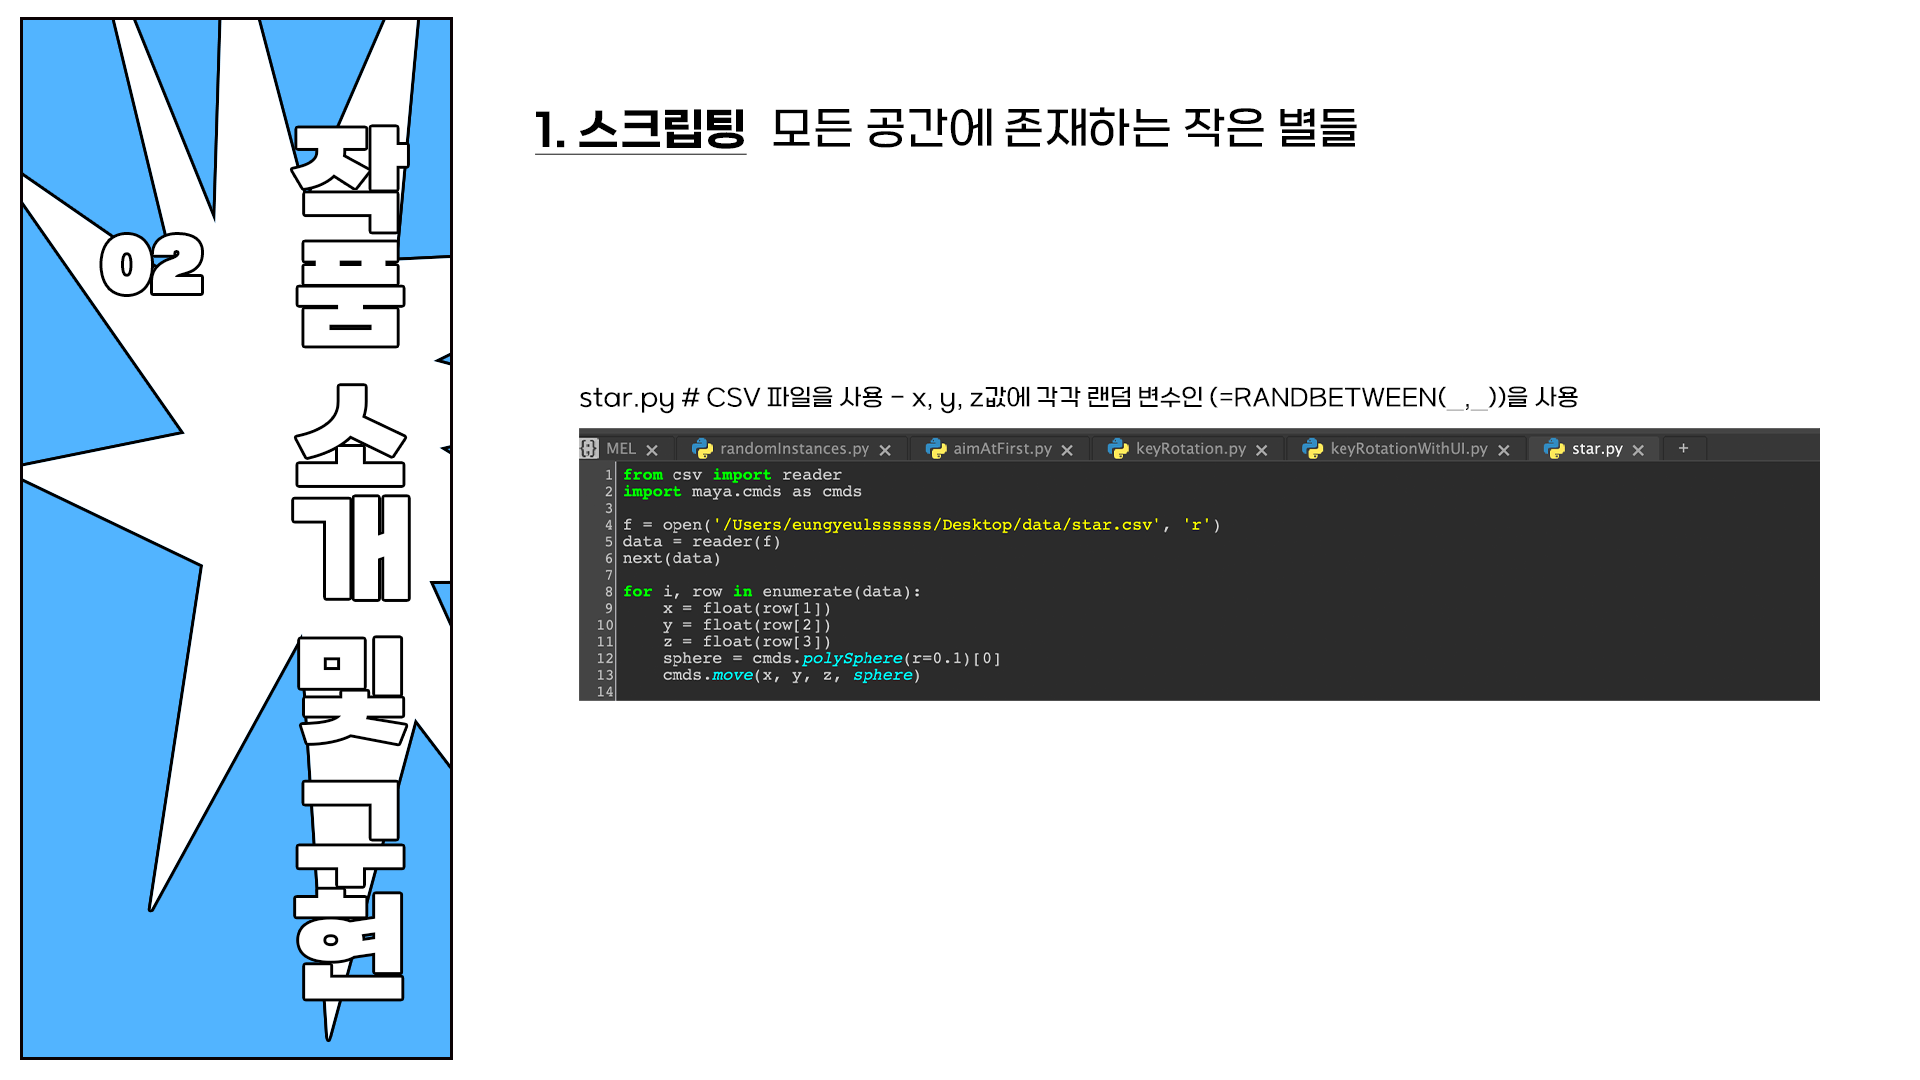 02
작품 소개 및 구현
1. 스크립팅 모든 공간에 존재하는 작은 별들
star.py # CSV 파일을 사용 - x, y, z값에 각각 랜덤 변수인 (=RANDBETWEEN(_,_))을 사용
MEL × randomInstances.py × aimAtFirst.py × keyRotation.py × keyRotationWithUI.py × star.py × +
1 from csv import reader
2 import maya.cmds as cmds
3
4 f = open('/Users/eungyeulssssss/Desktop/data/star.csv', 'r')
5 data = reader(f)
6 next(data)
7
8 for i, row in enumerate(data):
9     x = float(row[1])
10     y = float(row[2])
11     z = float(row[3])
12     sphere = cmds.polySphere(r=0.1)[0]
13     cmds.move(x, y, z, sphere)
14